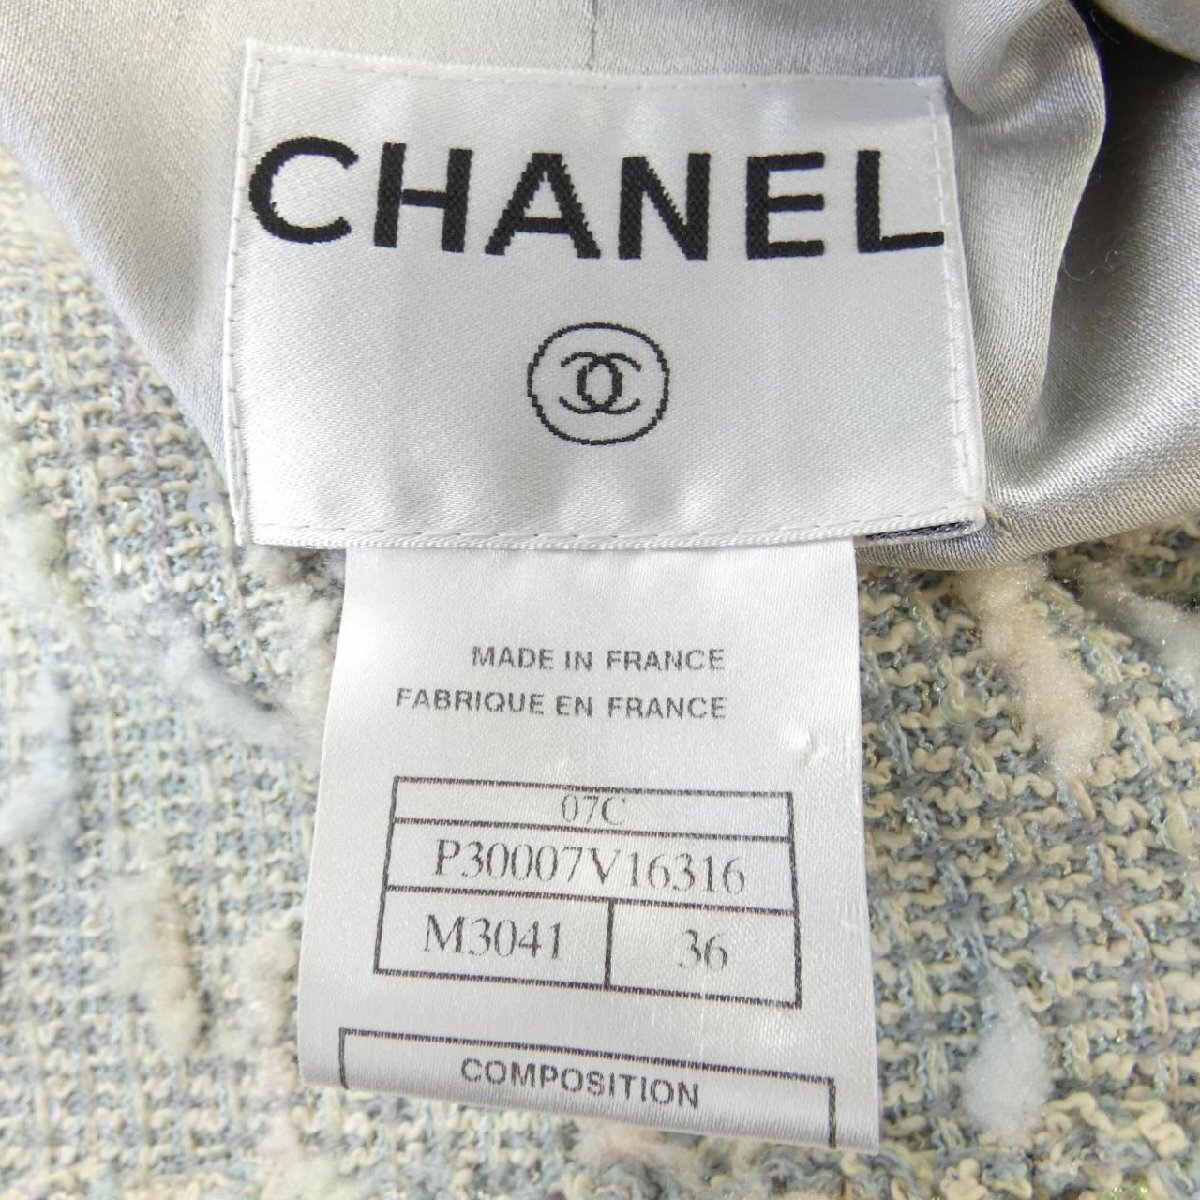 CHANEL
MADE IN FRANCE
FABRIQUE EN FRANCE
07C
P30007V16316
M3041 36
COMPOSITION